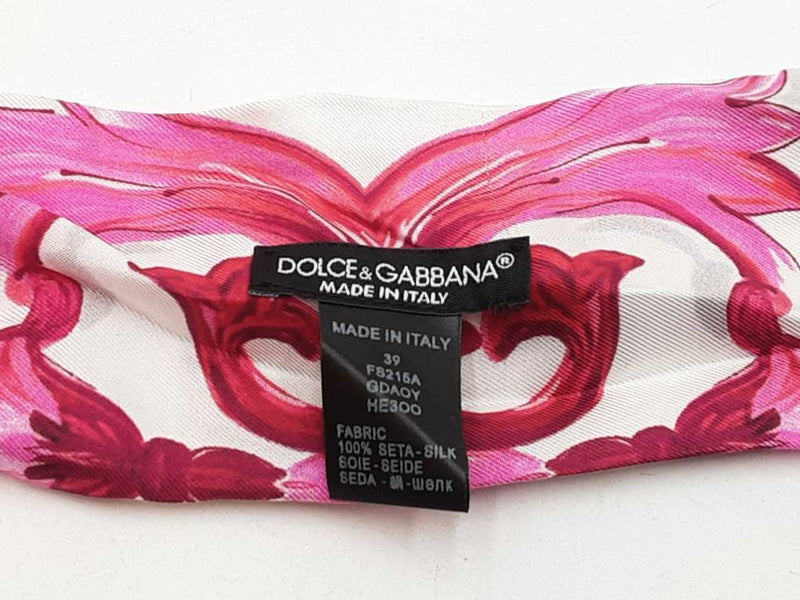 DOLCE&GABBANA®
MADE IN ITALY
MADE IN ITALY
39
FS215A
GDAOY
HE300
FABRIC
100% SETA-SILK
SOIE-SEIDE
SEDA - 絹-ШЕЛК